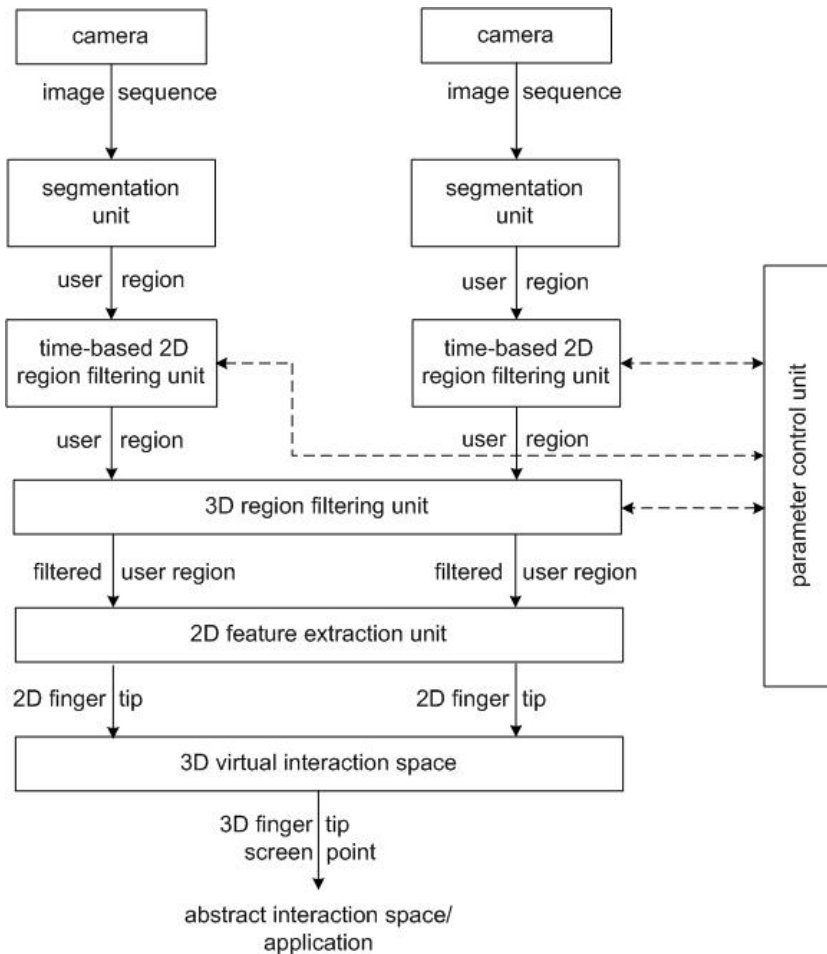 camera
camera
image sequence
image sequence
segmentation
unit
segmentation
unit
user region
user region
time-based 2D
region filtering unit
time-based 2D
region filtering unit
parameter control unit
user region
user region
3D region filtering unit
filtered user region
filtered user region
2D feature extraction unit
2D finger tip
2D finger tip
3D virtual interaction space
3D finger tip
screen point
abstract interaction space/
application